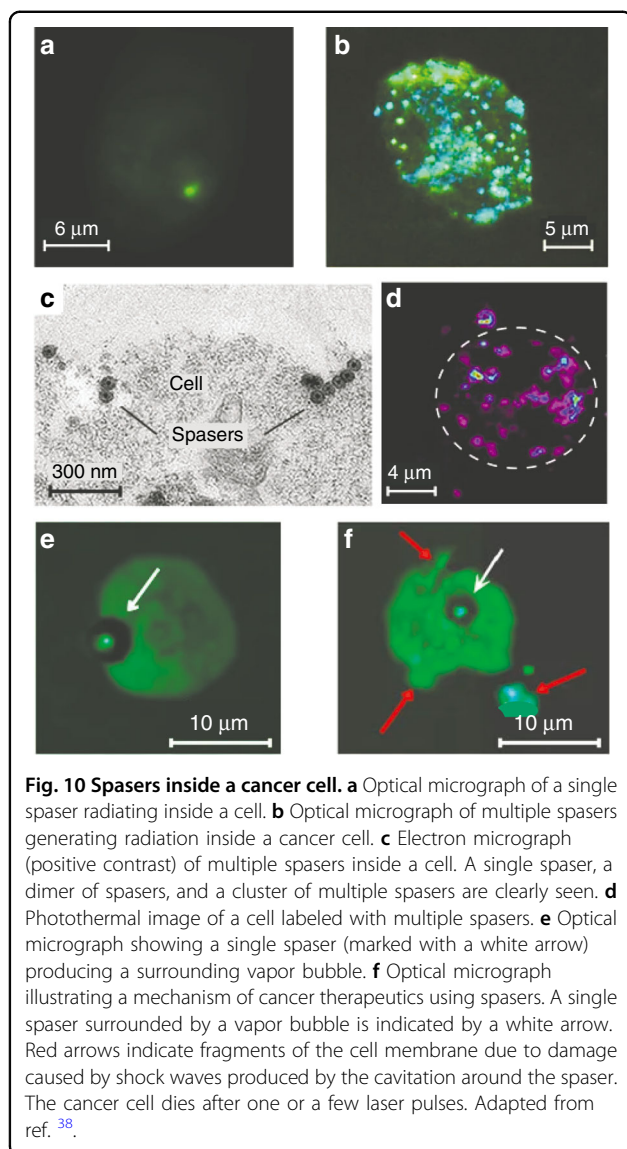 a
b
6 μm
5 μm
c
d
Cell
Spasers
300 nm
4 μm
e
f
10 μm
10 μm
Fig. 10 Spasers inside a cancer cell. a Optical micrograph of a single
spaser radiating inside a cell. b Optical micrograph of multiple spasers
generating radiation inside a cancer cell. c Electron micrograph
(positive contrast) of multiple spasers inside a cell. A single spaser, a
dimer of spasers, and a cluster of multiple spasers are clearly seen. d
Photothermal image of a cell labeled with multiple spasers. e Optical
micrograph showing a single spaser (marked with a white arrow)
producing a surrounding vapor bubble. f Optical micrograph
illustrating a mechanism of cancer therapeutics using spasers. A single
spaser surrounded by a vapor bubble is indicated by a white arrow.
Red arrows indicate fragments of the cell membrane due to damage
caused by shock waves produced by the cavitation around the spaser.
The cancer cell dies after one or a few laser pulses. Adapted from
ref. 38.